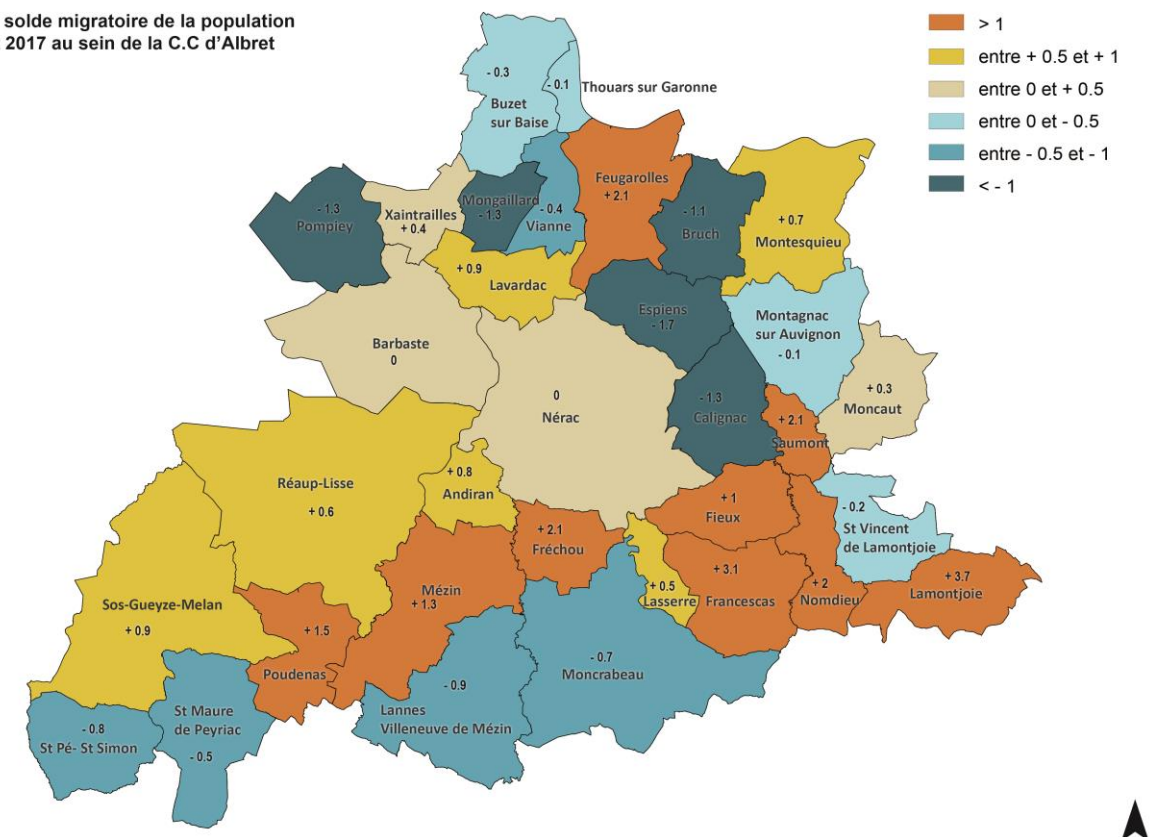 solde migratoire de la population
2017 au sein de la C.C d'Albret
> 1
entre + 0.5 et + 1
entre 0 et + 0.5
entre 0 et - 0.5
entre - 0.5 et - 1
< - 1
- 0.3
Buzet
sur Baise
- 0.1
Thouars sur Garonne
Feugarolles
+ 2.1
- 1.3
Pompiey
Xaintrailles
+ 0.4
Mongaillard
- 1.3
- 0.4
Vianne
- 1.1
Bruch
+ 0.7
Montesquieu
+ 0.9
Lavardac
Espiens
- 1.7
Montagnac
sur Auvignon
- 0.1
Barbaste
0
0
Nérac
- 1.3
Calignac
+ 0.3
Moncaut
+ 2.1
Saumont
Réaup-Lisse
+ 0.6
+ 0.8
Andiran
+ 1
Fieux
- 0.2
St Vincent
de Lamontjoie
+ 2.1
Fréchou
+ 0.5
Lasserre
+ 3.1
Francescas
+ 2
Nomdieu
+ 3.7
Lamontjoie
Sos-Gueyze-Melan
+ 0.9
+ 1.5
Poudenas
Mézin
+ 1.3
- 0.7
Moncrabeau
- 0.9
Lannes
Villeneuve de Mézin
St Maure
de Peyriac
- 0.5
- 0.8
St Pé- St Simon